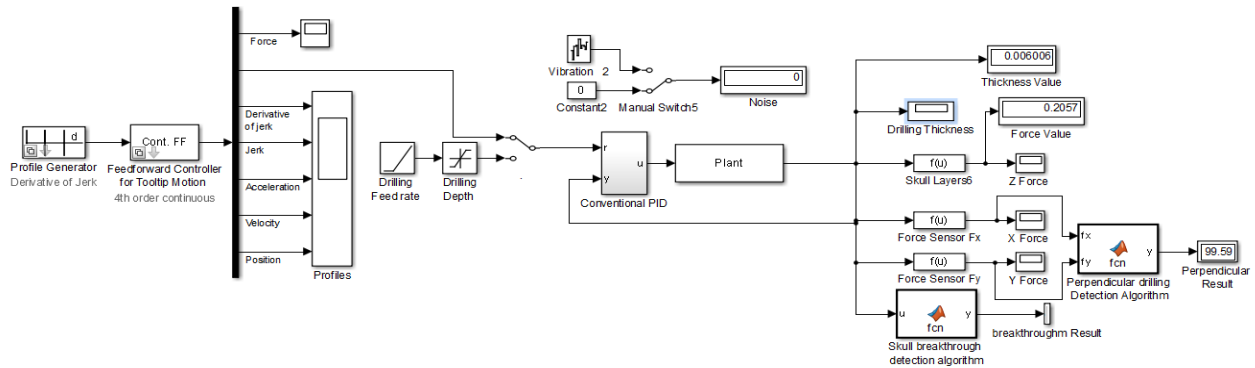 d
Profile Generator
Derivative of Jerk
Cont. FF
Feedforward Controller
for Tooltip Motion
4th order continuous
Force
Derivative
of jerk
Jerk
Acceleration
Velocity
Position
Profiles
Drilling
Feed rate
Drilling
Depth
Vibration 2
0
Constant2
Manual Switch5
0
Noise
r
y
u
Conventional PID
Plant
0.006006
Thickness Value
Drilling Thickness
0.2057
Force Value
f(u)
Skull Layers6
Z Force
f(u)
Force Sensor Fx
X Force
f(u)
Force Sensor Fy
Y Force
fx
fy
fcn
y
Perpendicular drilling
Detection Algorithm
99.59
Perpendicular
Result
u
fcn
y
Skull breakthrough
detection algorithm
breakthroughm Result